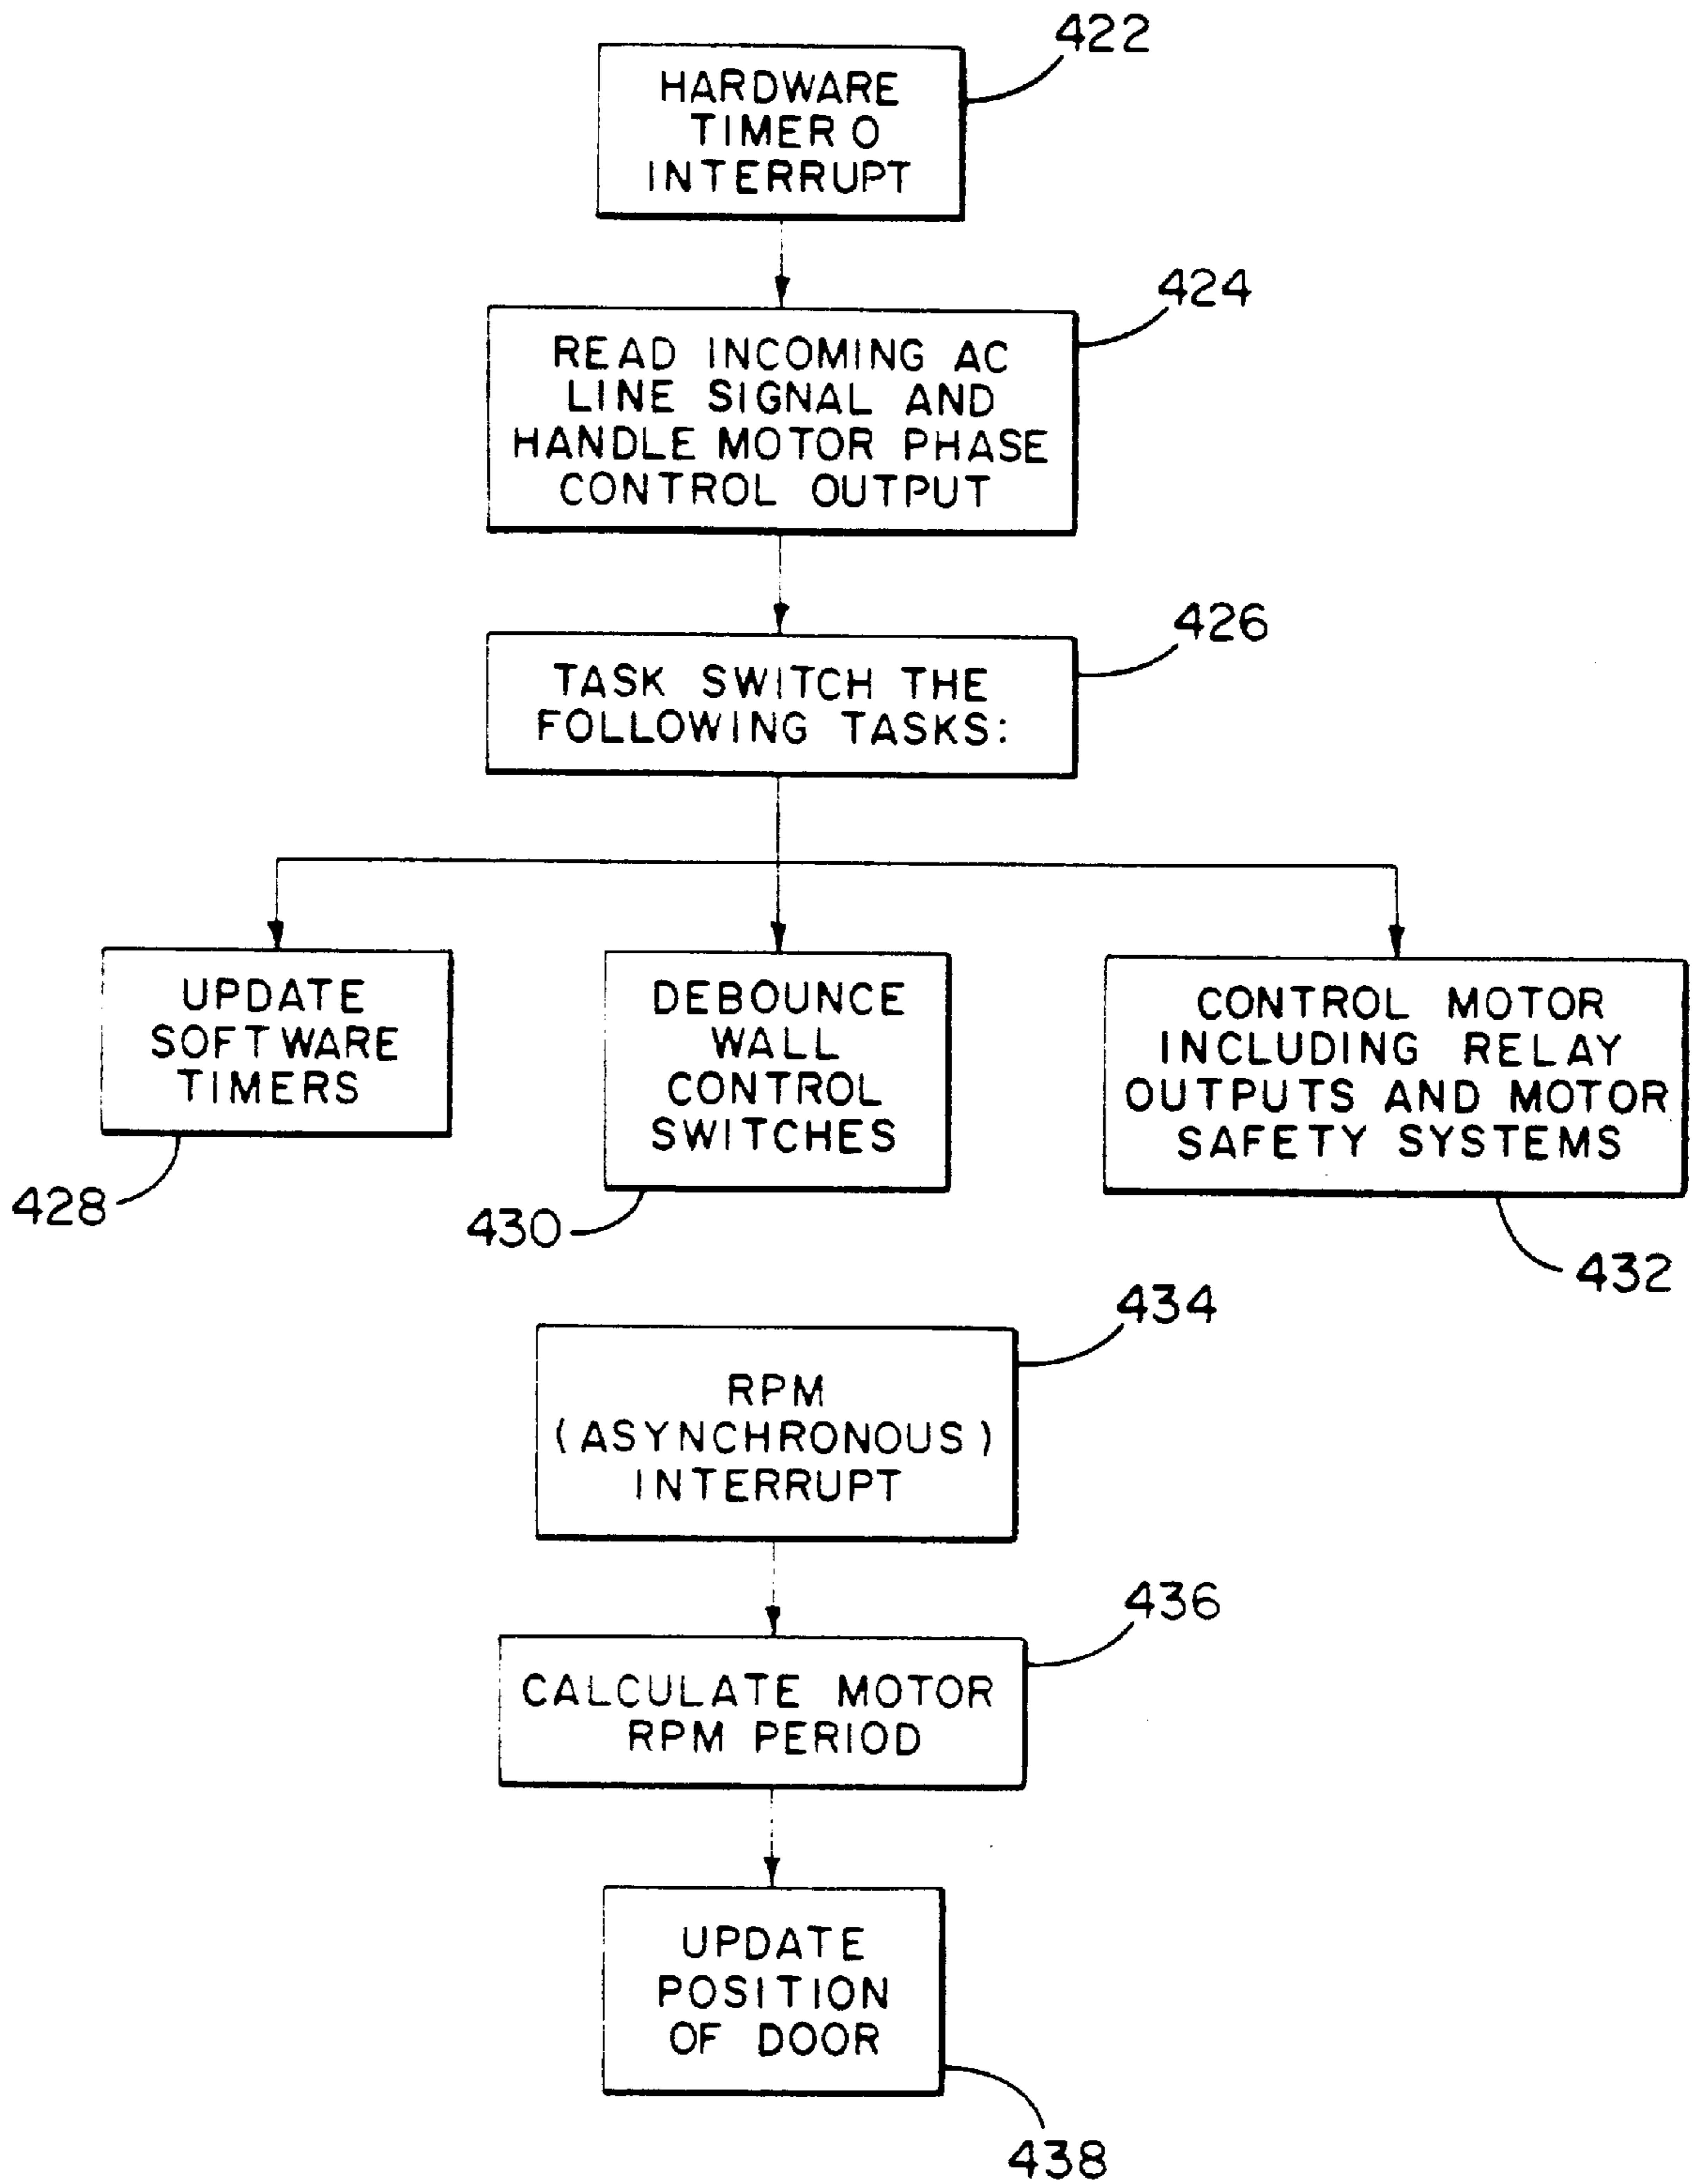 422
HARDWARE
TIMER 0
INTERRUPT
424
READ INCOMING AC
LINE SIGNAL AND
HANDLE MOTOR PHASE
CONTROL OUTPUT
426
TASK SWITCH THE
FOLLOWING TASKS:
UPDATE
SOFTWARE
TIMERS
428
DEBOUNCE
WALL
CONTROL
SWITCHES
430
CONTROL MOTOR
INCLUDING RELAY
OUTPUTS AND MOTOR
SAFETY SYSTEMS
432
434
RPM
(ASYNCHRONOUS)
INTERRUPT
436
CALCULATE MOTOR
RPM PERIOD
UPDATE
POSITION
OF DOOR
438